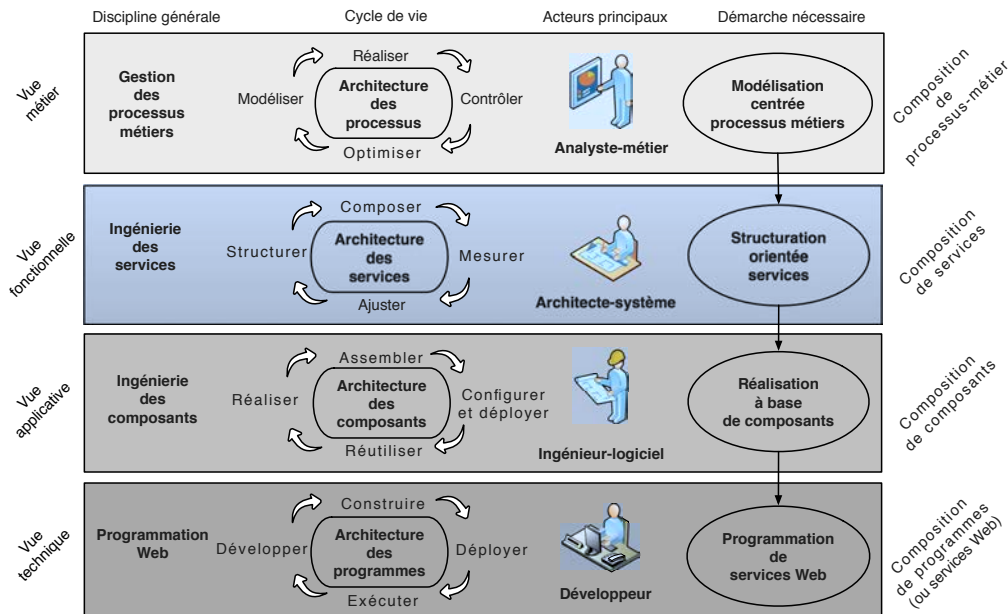 Discipline générale
Cycle de vie
Acteurs principaux
Démarche nécessaire
Vue
métier
Gestion
des
processus
métiers
Réaliser
Modéliser
Architecture
des
processus
Contrôler
Optimiser
Analyste-métier
Modélisation
centrée
processus métiers
Composition
de
processus-métier
Vue
fonctionnelle
Ingénierie
des
services
Composer
Structurer
Architecture
des
services
Mesurer
Ajuster
Architecte-système
Structuration
orientée
services
Composition
de services
Vue
applicative
Ingénierie
des
composants
Assembler
Réaliser
Architecture
des
composants
Configurer
et déployer
Réutiliser
Ingénieur-logiciel
Réalisation
à base
de composants
Composition
de composants
Vue
technique
Programmation
Web
Construire
Développer
Architecture
des
programmes
Déployer
Exécuter
Développeur
Programmation
de
services Web
Composition
de programmes
(ou services Web)